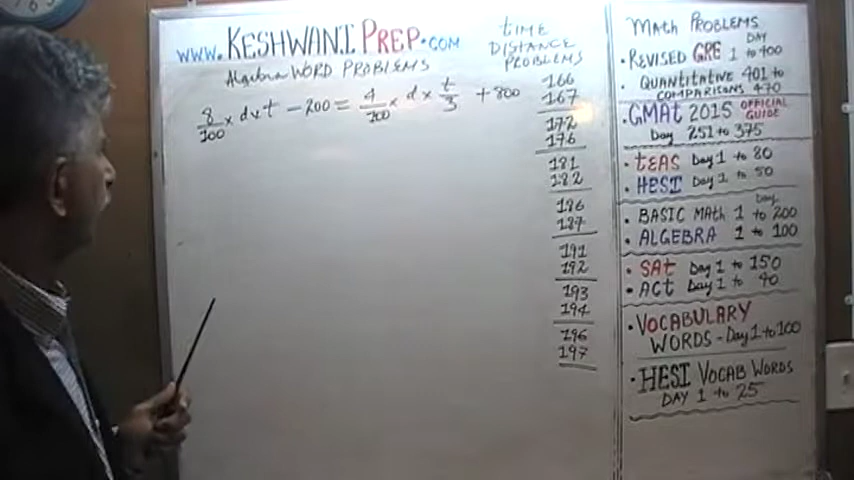 www.KESHWANI PREP.COM
Algebra WORD PROBLEMS
8/100 x d x t - 200 = 4/100 x d x t/3 + 800
TIME
DISTANCE
PROBLEMS
166
167
172
176
181
182
186
187
191
192
193
194
196
197
Math PROBLEMS
• REVISED GRE DAY 1 to 400
• QUANTITATIVE 401 to
COMPARISONS 470
• GMAT 2015 OFFICIAL GUIDE
Day 251 to 375
• TEAS Day 1 to 80
• HESI Day 1 to 50
Day
• BASIC Math 1 to 200
• ALGEBRA 1 to 100
• SAT Day 1 to 150
• ACT Day 1 to 40
• VOCABULARY
WORDS - Day 1 to 100
• HESI VOCAB WORDS
DAY 1 to 25